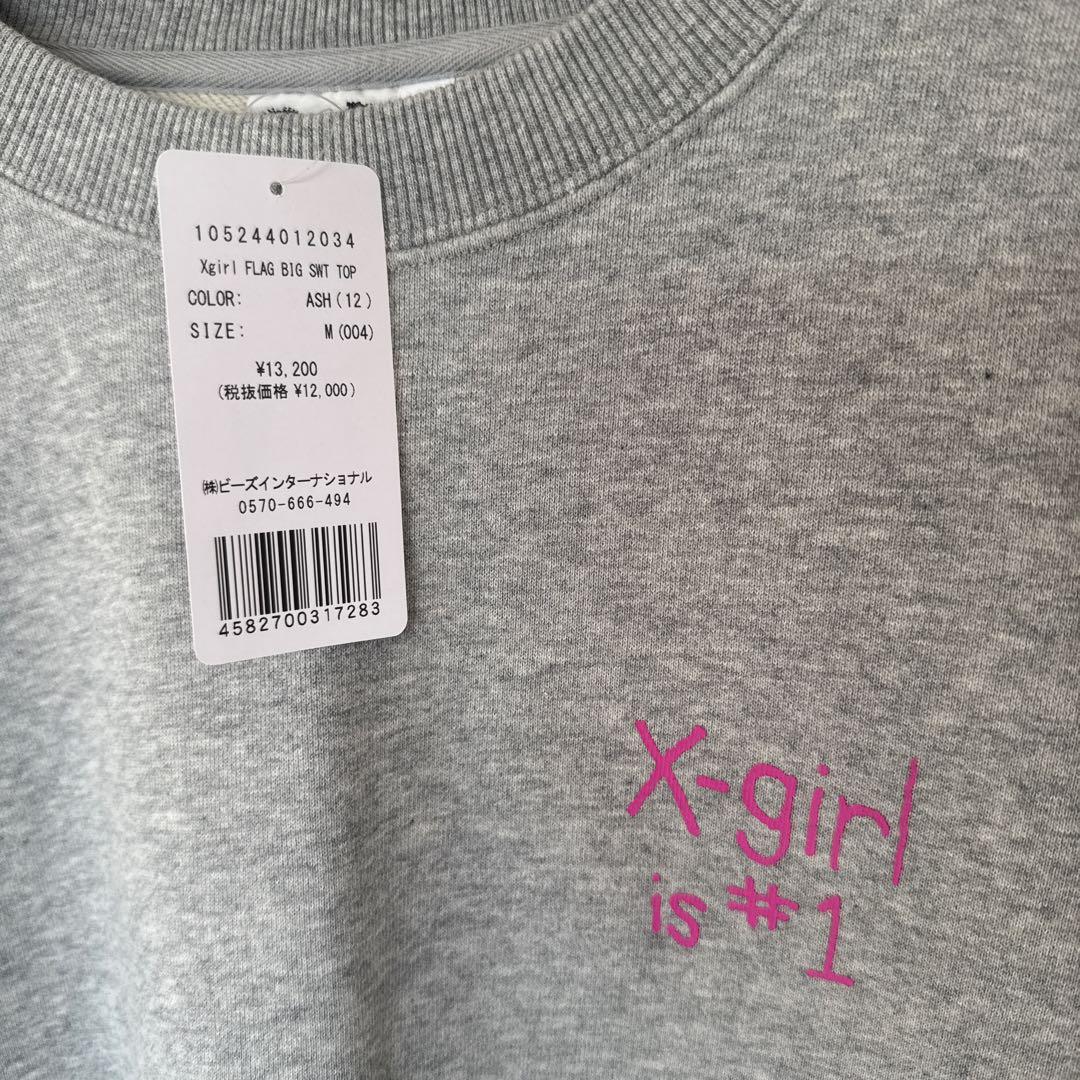 105244012034
Xgirl FLAG BIG SWT TOP
COLOR: ASH(12)
SIZE: M(004)
¥13,200
(税抜価格 ¥12,000)
㈱ビーズインターナショナル
0570-666-494
4582700317283
X-girl
is #1